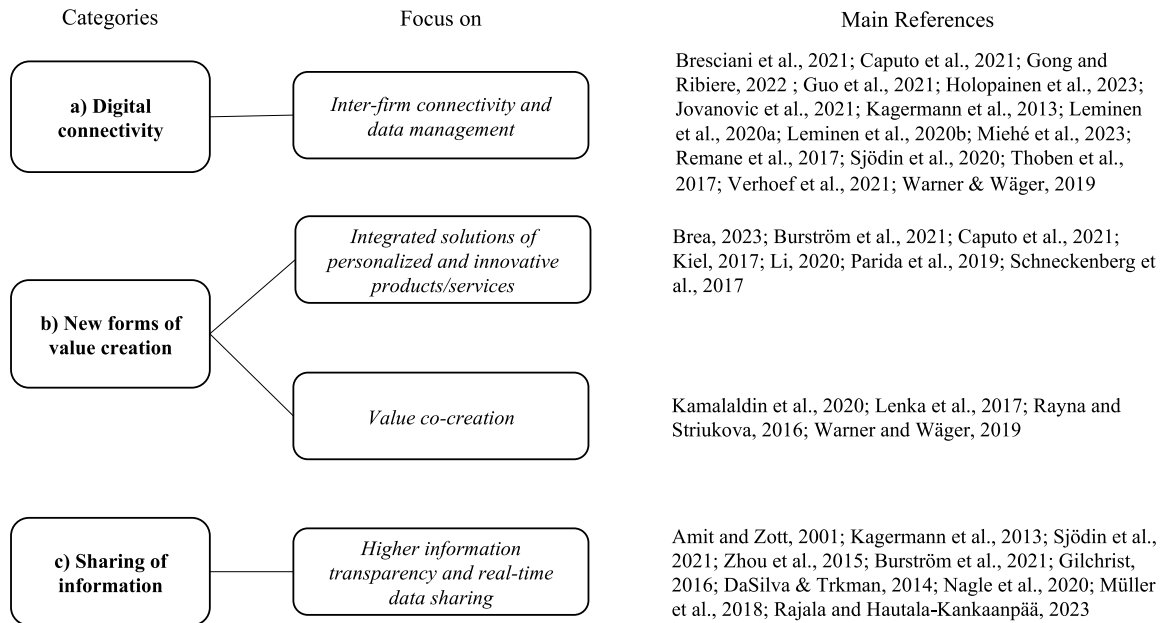 Categories
Focus on
Main References
a) Digital
connectivity
Inter-firm connectivity and
data management
Bresciani et al., 2021; Caputo et al., 2021; Gong and
Ribiere, 2022 ; Guo et al., 2021; Holopainen et al., 2023;
Jovanovic et al., 2021; Kagermann et al., 2013; Leminen
et al., 2020a; Leminen et al., 2020b; Miehé et al., 2023;
Remane et al., 2017; Sjödin et al., 2020; Thoben et al.,
2017; Verhoef et al., 2021; Warner & Wäger, 2019
b) New forms of
value creation
Integrated solutions of
personalized and innovative
products/services
Brea, 2023; Burström et al., 2021; Caputo et al., 2021;
Kiel, 2017; Li, 2020; Parida et al., 2019; Schneckenberg et
al., 2017
Value co-creation
Kamalaldin et al., 2020; Lenka et al., 2017; Rayna and
Striukova, 2016; Warner and Wäger, 2019
c) Sharing of
information
Higher information
transparency and real-time
data sharing
Amit and Zott, 2001; Kagermann et al., 2013; Sjödin et al.,
2021; Zhou et al., 2015; Burström et al., 2021; Gilchrist,
2016; DaSilva & Trkman, 2014; Nagle et al., 2020; Müller
et al., 2018; Rajala and Hautala-Kankaanpää, 2023